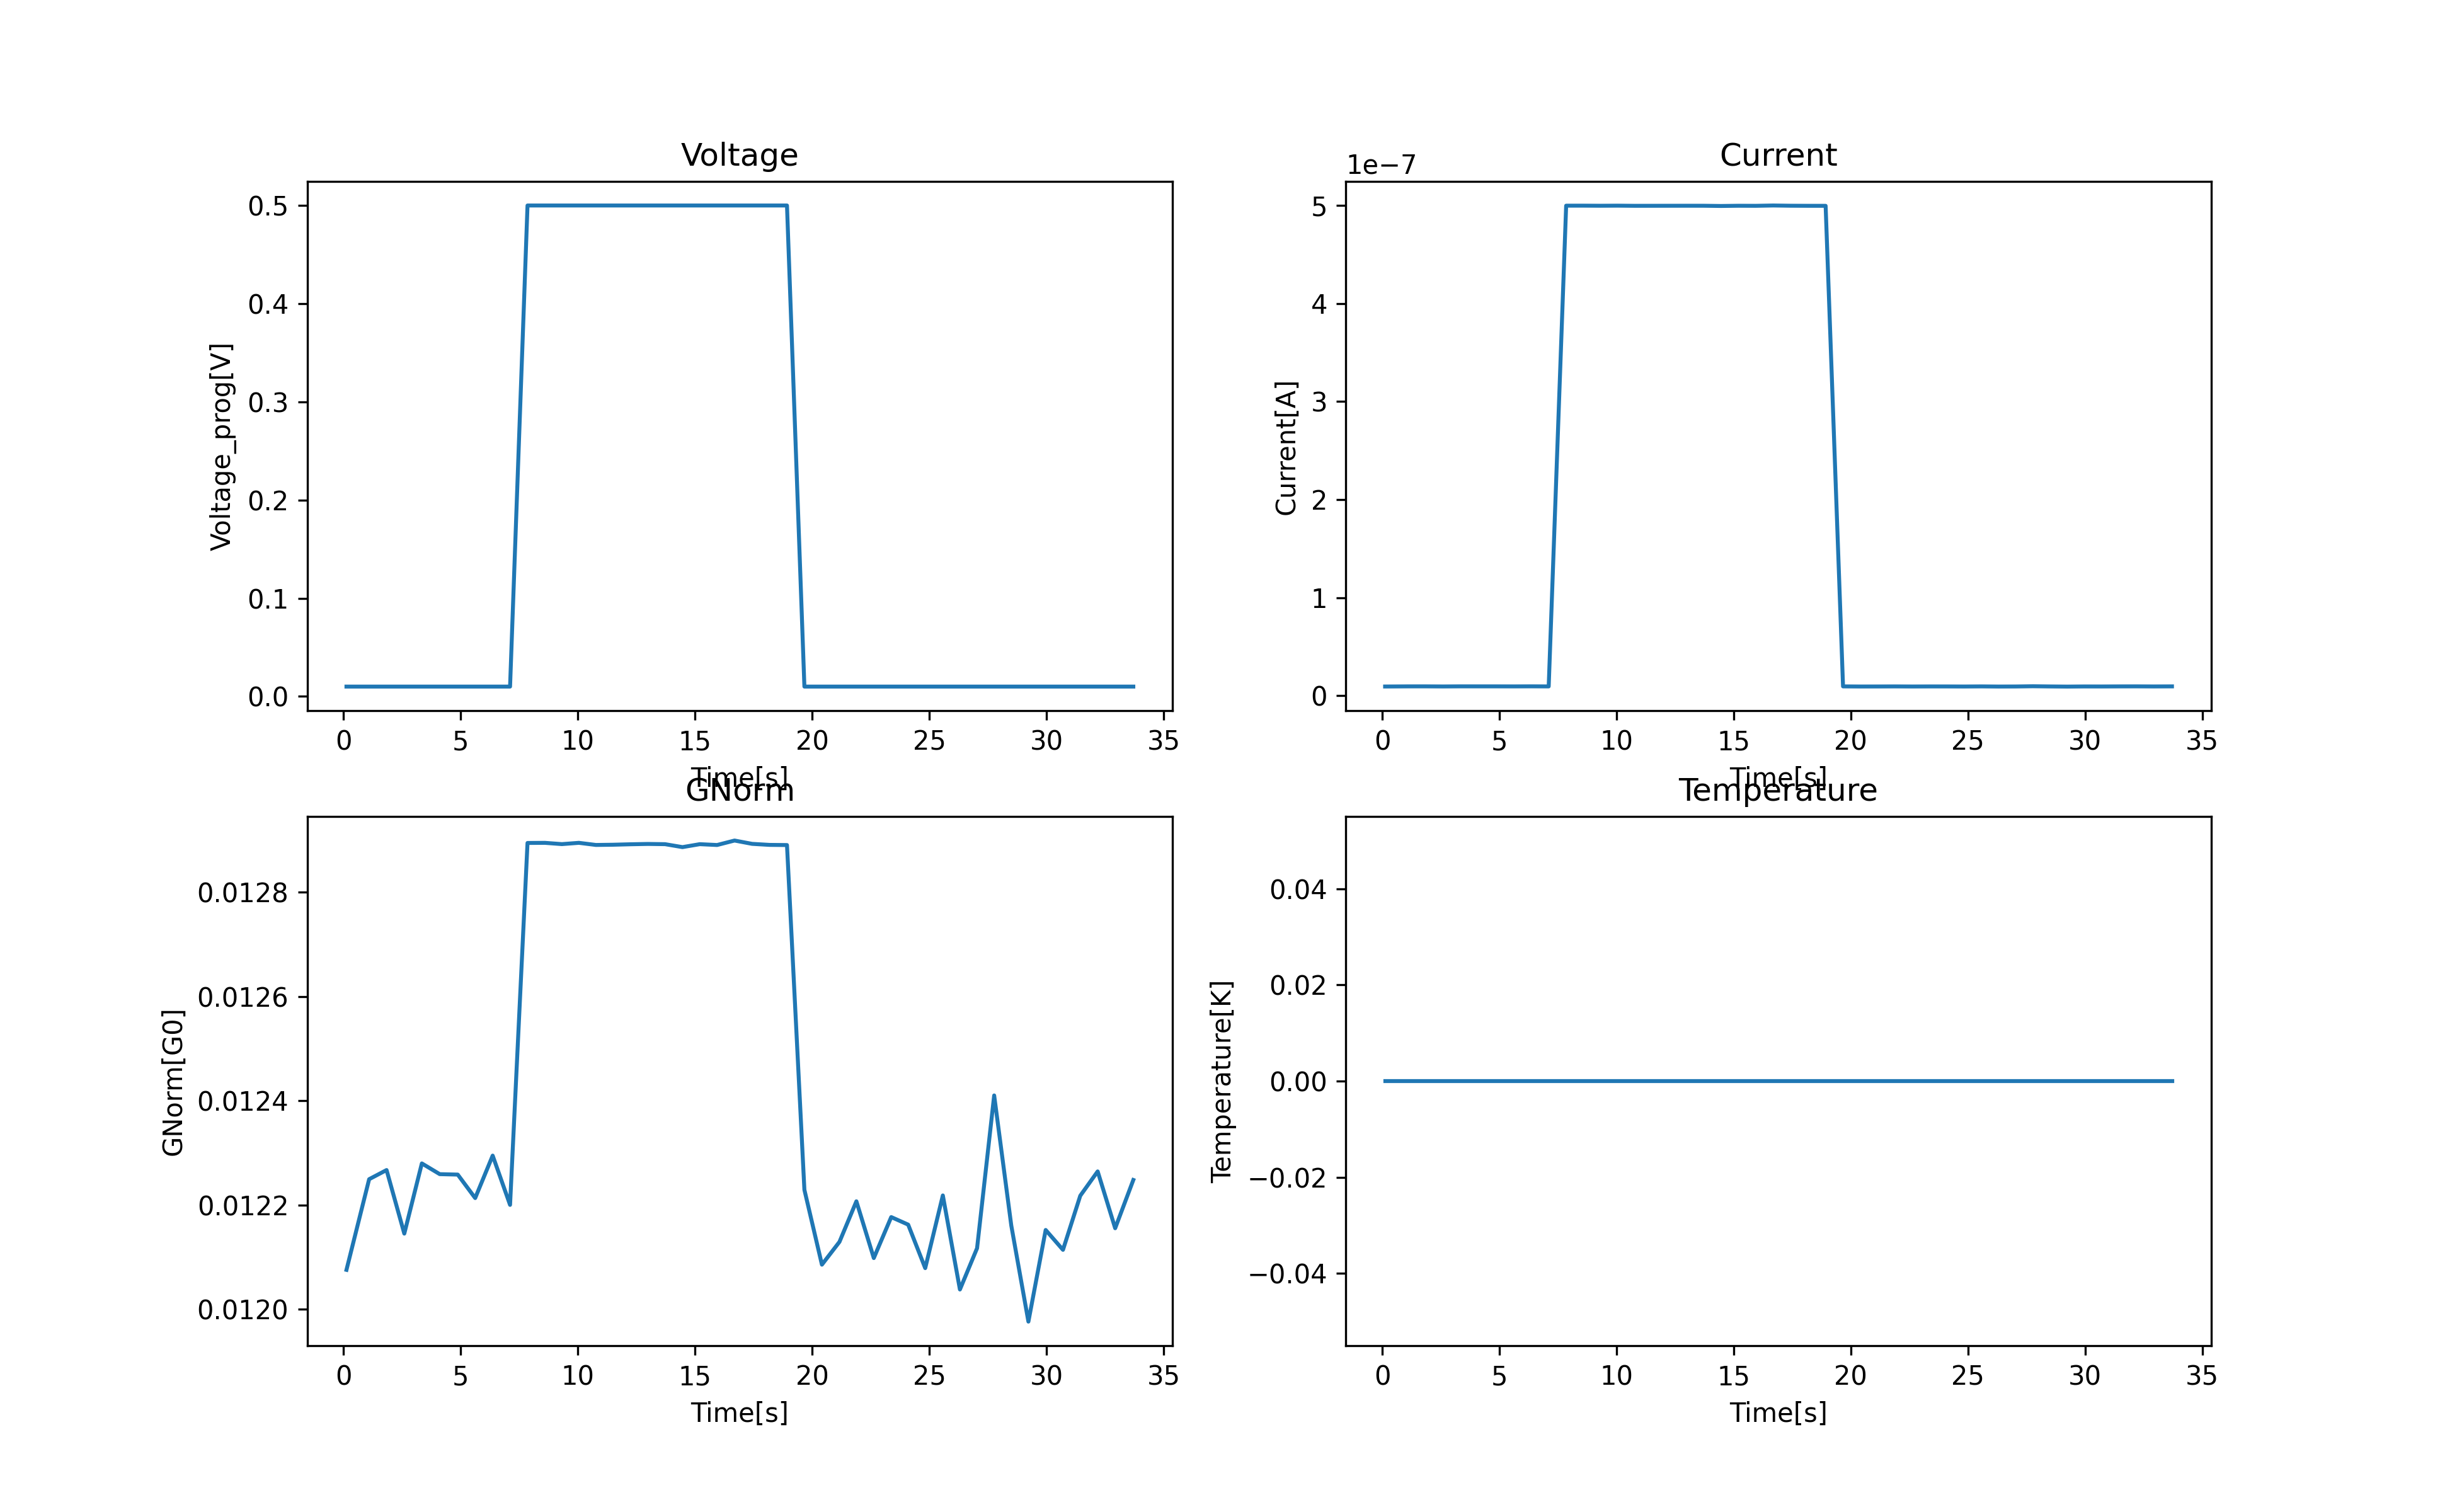 Voltage
Voltage_prog[V]
0.5
0.4
0.3
0.2
0.1
0.0
0 5 10 15 20 25 30 35
Time[s]
1e−7
Current
Current[A]
5
4
3
2
1
0
0 5 10 15 20 25 30 35
Time[s]
GNorm
GNorm[G0]
0.0128
0.0126
0.0124
0.0122
0.0120
0 5 10 15 20 25 30 35
Time[s]
Temperature
Temperature[K]
0.04
0.02
0.00
−0.02
−0.04
0 5 10 15 20 25 30 35
Time[s]